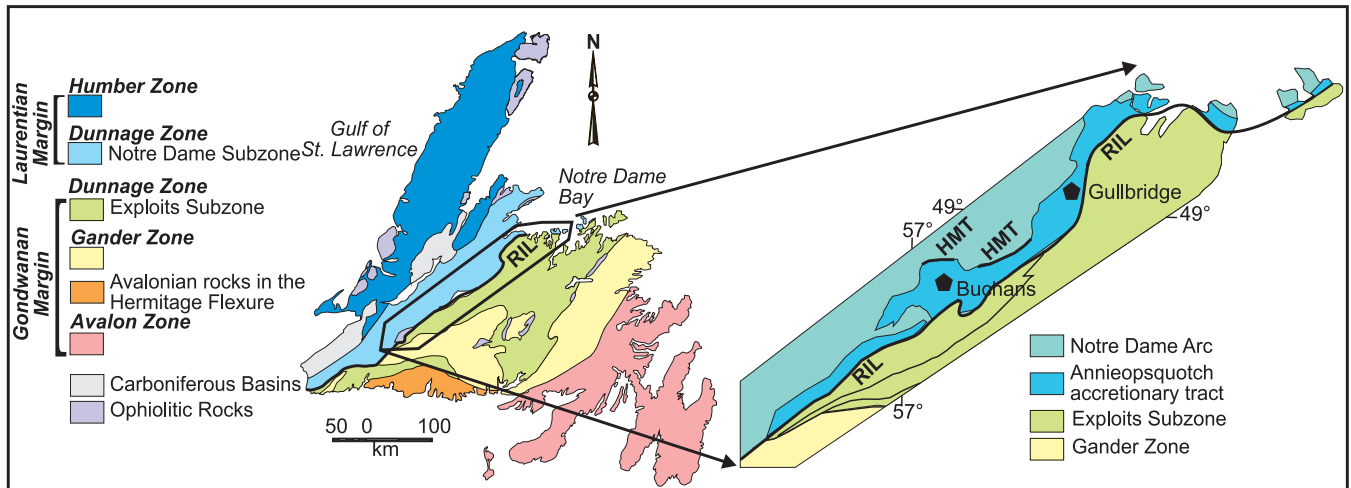 Laurentian
Margin
Humber Zone
Dunnage Zone
Notre Dame Subzone
Gondwanan
Margin
Dunnage Zone
Exploits Subzone
Gander Zone
Avalonian rocks in the
Hermitage Flexure
Avalon Zone
Carboniferous Basins
Ophiolitic Rocks
Gulf of
St. Lawrence
N
Notre Dame
Bay
RIL
50 0 100
km
RIL
Gullbridge
49°
49°
57°
HMT
HMT
Buchans
RIL
57°
Notre Dame Arc
Annieopsquotch
accretionary tract
Exploits Subzone
Gander Zone